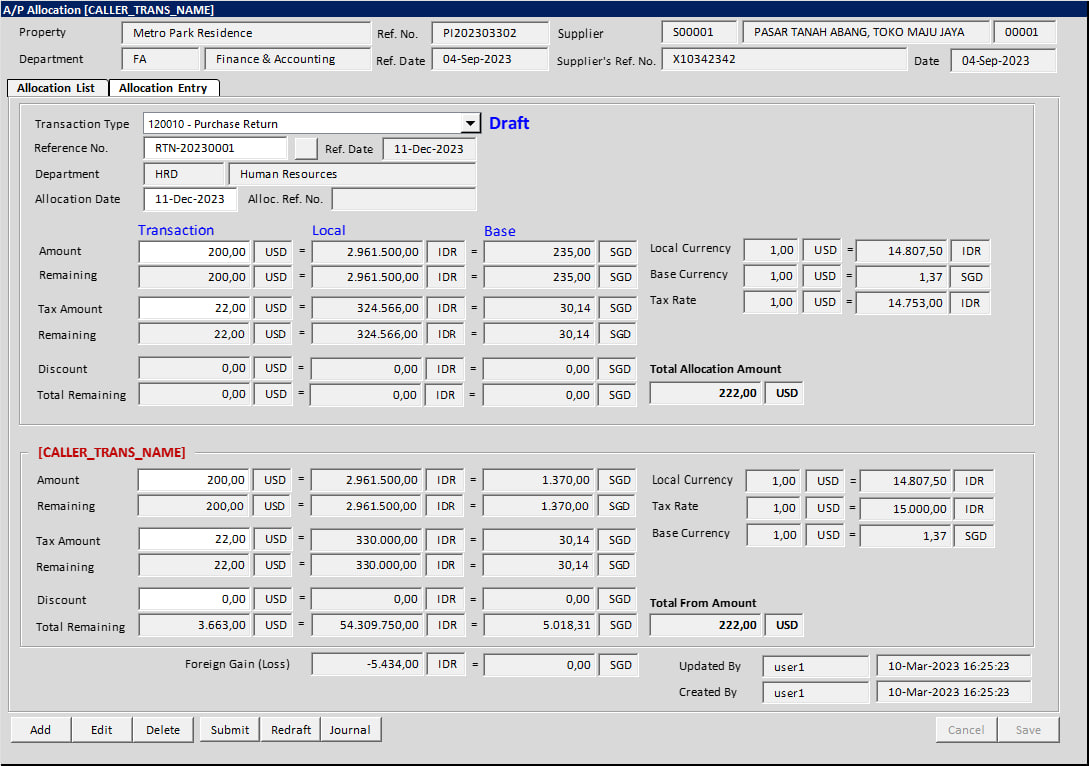 A/P Allocation [CALLER_TRANS_NAME]
Property Metro Park Residence Ref. No. PI202303302 Supplier S00001 PASAR TANAH ABANG, TOKO MAJU JAYA 00001
Department FA Finance & Accounting Ref. Date 04-Sep-2023 Supplier's Ref. No. X10342342 Date 04-Sep-2023
Allocation List Allocation Entry
Transaction Type 120010 - Purchase Return Draft
Reference No. RTN-20230001 Ref. Date 11-Dec-2023
Department HRD Human Resources
Allocation Date 11-Dec-2023 Alloc. Ref. No.
Transaction Local Base
Amount 200,00 USD = 2.961.500,00 IDR = 235,00 SGD Local Currency 1,00 USD = 14.807,50 IDR
Remaining 200,00 USD = 2.961.500,00 IDR = 235,00 SGD Base Currency 1,00 USD = 1,37 SGD
Tax Amount 22,00 USD = 324.566,00 IDR = 30,14 SGD Tax Rate 1,00 USD = 14.753,00 IDR
Remaining 22,00 USD = 324.566,00 IDR = 30,14 SGD
Discount 0,00 USD = 0,00 IDR = 0,00 SGD Total Allocation Amount
Total Remaining 0,00 USD = 0,00 IDR = 0,00 SGD 222,00 USD
[CALLER_TRANS_NAME]
Amount 200,00 USD = 2.961.500,00 IDR = 1.370,00 SGD Local Currency 1,00 USD = 14.807,50 IDR
Remaining 200,00 USD = 2.961.500,00 IDR = 1.370,00 SGD Tax Rate 1,00 USD = 15.000,00 IDR
Tax Amount 22,00 USD = 330.000,00 IDR = 30,14 SGD Base Currency 1,00 USD = 1,37 SGD
Remaining 22,00 USD = 330.000,00 IDR = 30,14 SGD
Discount 0,00 USD = 0,00 IDR = 0,00 SGD Total From Amount
Total Remaining 3.663,00 USD = 54.309.750,00 IDR = 5.018,31 SGD 222,00 USD
Foreign Gain (Loss) -5.434,00 IDR = 0,00 SGD Updated By user1 10-Mar-2023 16:25:23
Created By user1 10-Mar-2023 16:25:23
Add Edit Delete Submit Redraft Journal Cancel Save